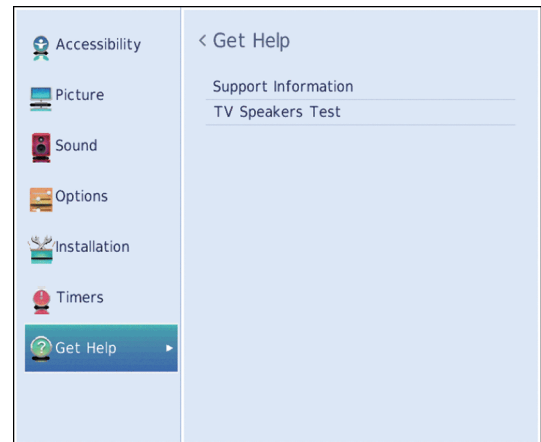 Accessibility
Picture
Sound
Options
Installation
Timers
Get Help
< Get Help
Support Information
TV Speakers Test